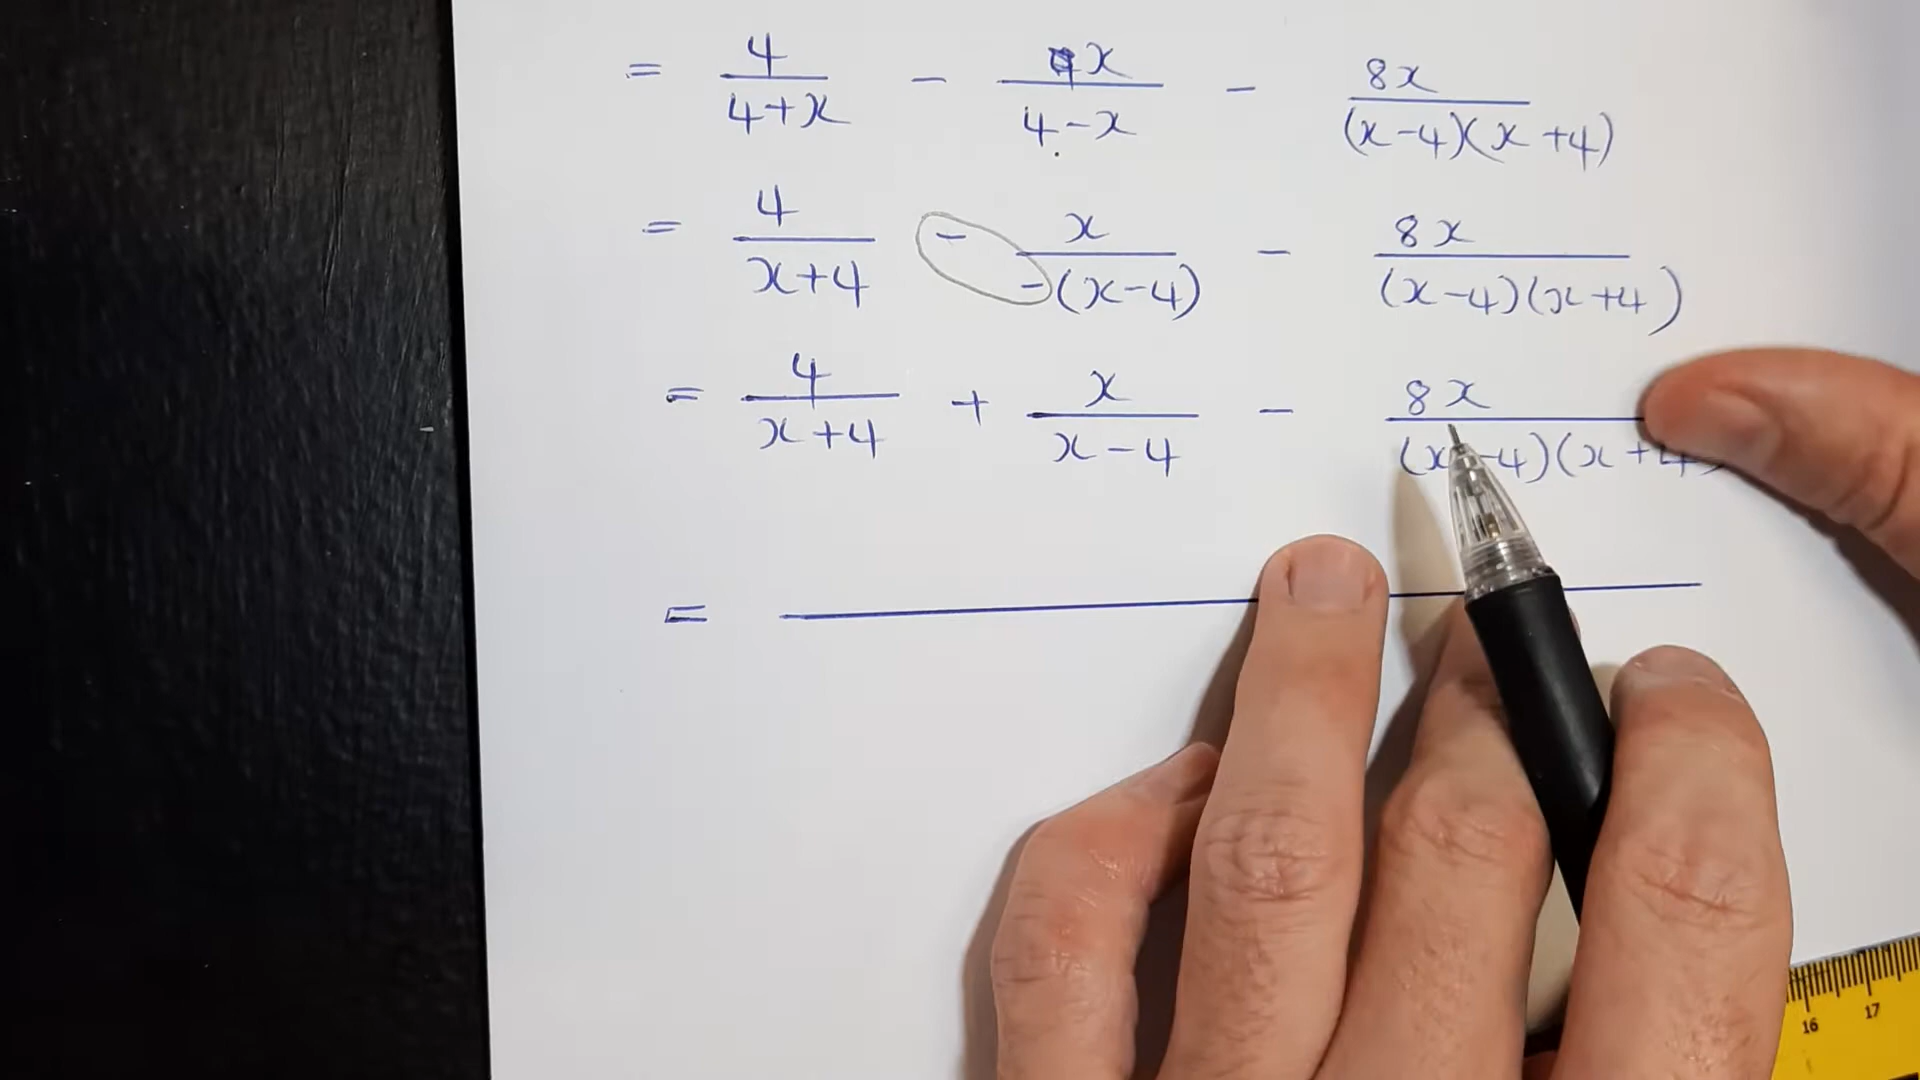 = 4/(4+x) - x/(4-x) - 8x/((x-4)(x+4))
= 4/(x+4) - x/(-(x-4)) - 8x/((x-4)(x+4))
= 4/(x+4) + x/(x-4) - 8x/((x-4)(x+4
=
16 17